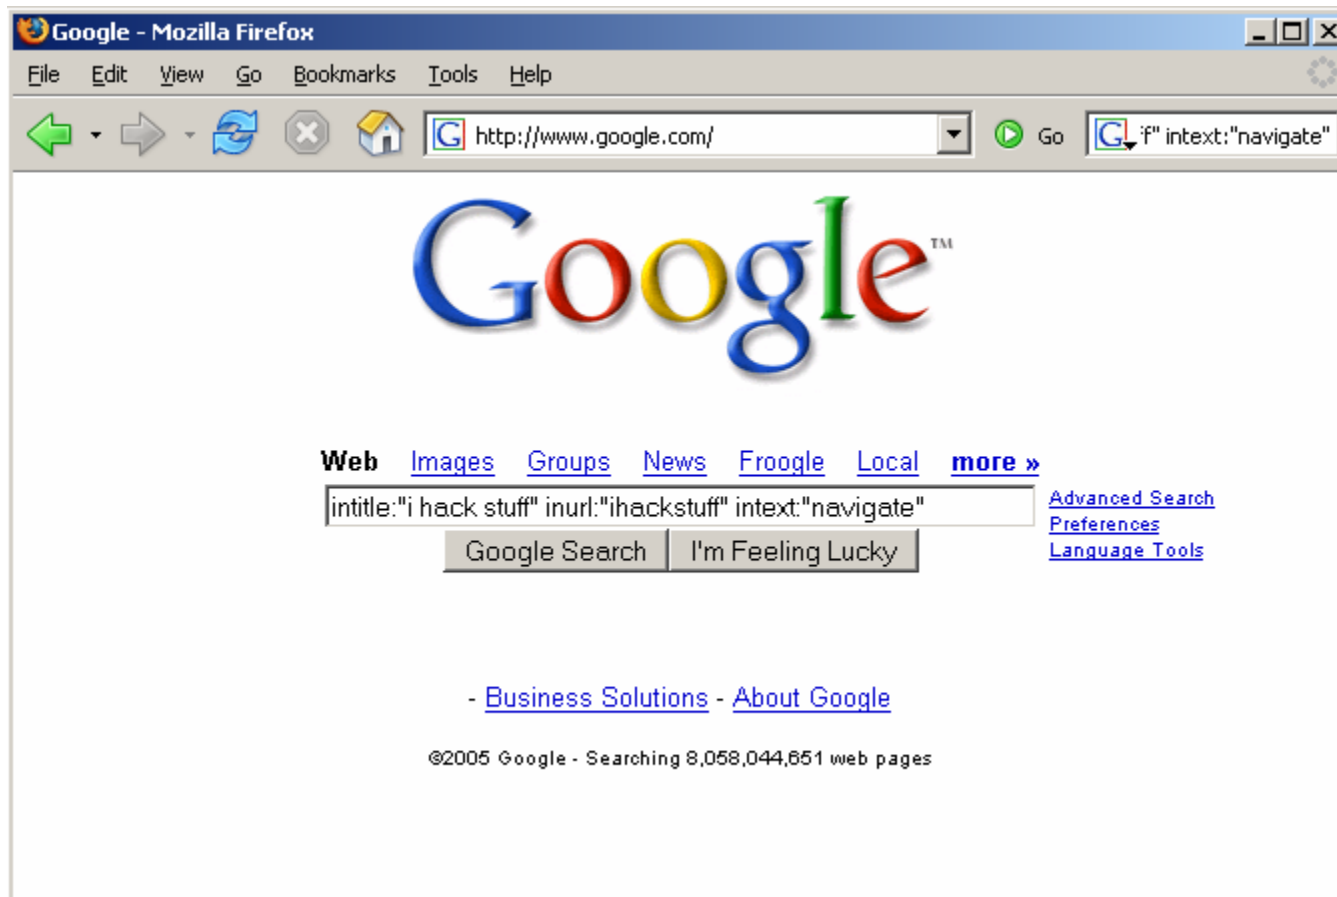 Google - Mozilla Firefox
File Edit View Go Bookmarks Tools Help
G http://www.google.com/ Go G f" intext:"navigate"
Google™
Web Images Groups News Froogle Local more »
intitle:"i hack stuff" inurl:"ihackstuff" intext:"navigate"
Advanced Search
Preferences
Language Tools
Google Search I'm Feeling Lucky
- Business Solutions - About Google
©2005 Google - Searching 8,058,044,651 web pages